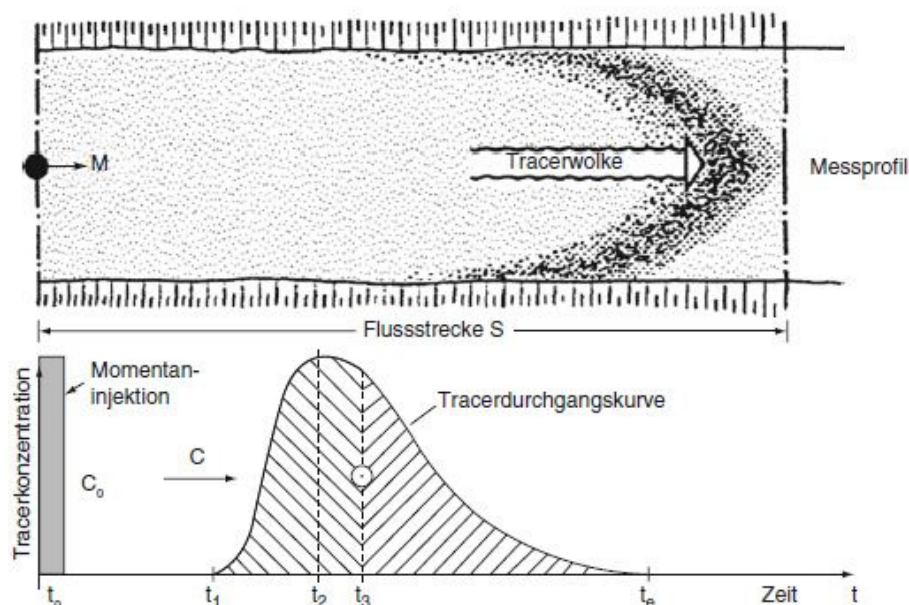 M
Tracerwolke
Messprofil
Flussstrecke S
Tracerkonzentration
Momentan-
injektion
Tracerdurchgangskurve
C
C₀
t₀ t₁ t₂ t₃ tₑ Zeit t